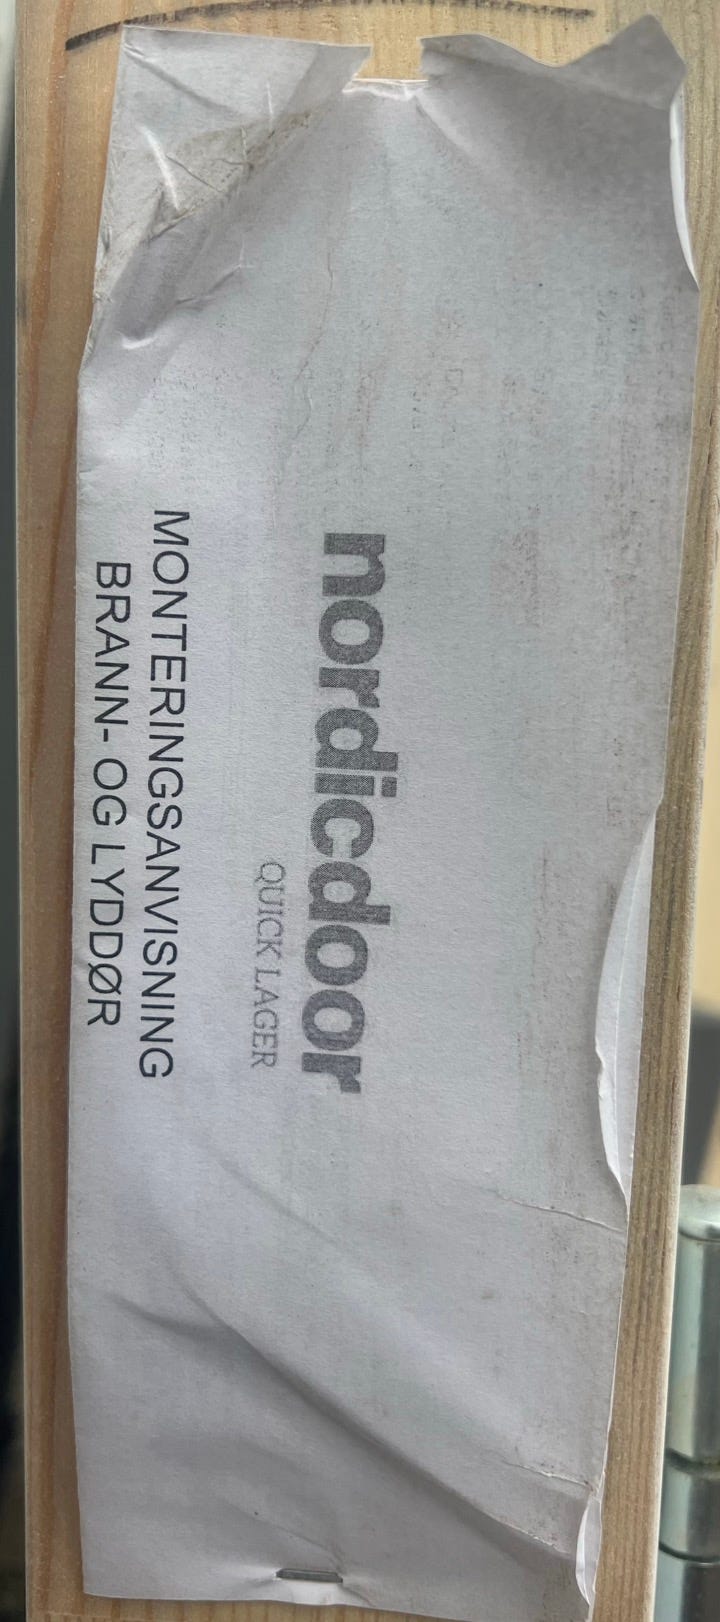 nordicdoor
QUICK LAGER
MONTERINGSANVISNING
BRANN- OG LYDDØR